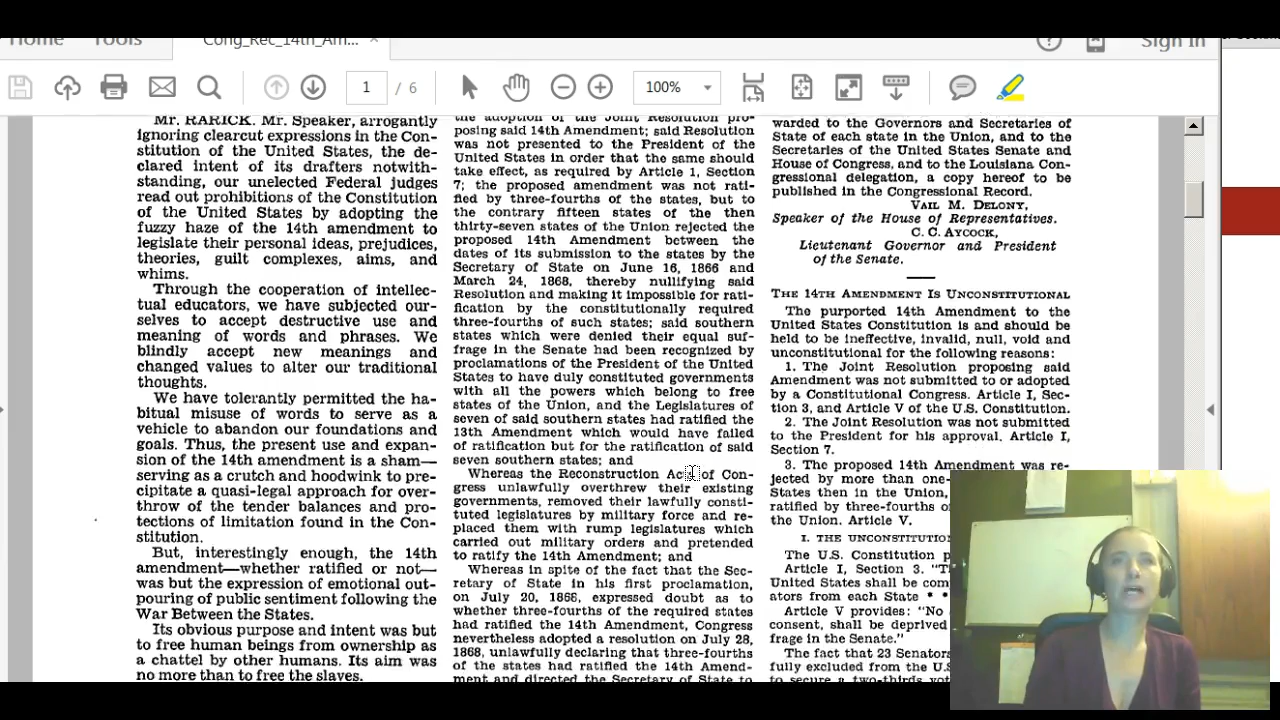 Home
Tools
Cong_Rec_14th_Am...
×
?
Sign In
1
/ 6
100%
Mr. RARICK. Mr. Speaker, arrogantly
ignoring clearcut expressions in the Con-
stitution of the United States, the de-
clared intent of its drafters notwith-
standing, our unelected Federal judges
read out prohibitions of the Constitution
of the United States by adopting the
fuzzy haze of the 14th amendment to
legislate their personal ideas, prejudices,
theories, guilt complexes, aims, and
whims.
Through the cooperation of intellec-
tual educators, we have subjected our-
selves to accept destructive use and
meaning of words and phrases. We
blindly accept new meanings and
changed values to alter our traditional
thoughts.
We have tolerantly permitted the ha-
bitual misuse of words to serve as a
vehicle to abandon our foundations and
goals. Thus, the present use and expan-
sion of the 14th amendment is a sham—
serving as a crutch and hoodwink to pre-
cipitate a quasi-legal approach for over-
throw of the tender balances and pro-
tections of limitation found in the Con-
stitution.
But, interestingly enough, the 14th
amendment—whether ratified or not—
was but the expression of emotional out-
pouring of public sentiment following the
War Between the States.
Its obvious purpose and intent was but
to free human beings from ownership as
a chattel by other humans. Its aim was
no more than to free the slaves.
the adoption of the Joint Resolution pro-
posing said 14th Amendment; said Resolution
was not presented to the President of the
United States in order that the same should
take effect, as required by Article 1, Section
7; the proposed amendment was not rati-
fied by three-fourths of the states, but to
the contrary fifteen states of the then
thirty-seven states of the Union rejected the
proposed 14th Amendment between the
dates of its submission to the states by the
Secretary of State on June 16, 1866 and
March 24, 1868, thereby nullifying said
Resolution and making it impossible for rati-
fication by the constitutionally required
three-fourths of such states; said southern
states which were denied their equal suf-
frage in the Senate had been recognized by
proclamations of the President of the United
States to have duly constituted governments
with all the powers which belong to free
states of the Union, and the Legislatures of
seven of said southern states had ratified the
13th Amendment which would have failed
of ratification but for the ratification of said
seven southern states; and
Whereas the Reconstruction Acts of Con-
gress unlawfully overthrew their existing
governments, removed their lawfully consti-
tuted legislatures by military force and re-
placed them with rump legislatures which
carried out military orders and pretended
to ratify the 14th Amendment; and
Whereas in spite of the fact that the Sec-
retary of State in his first proclamation,
on July 20, 1868, expressed doubt as to
whether three-fourths of the required states
had ratified the 14th Amendment, Congress
nevertheless adopted a resolution on July 28,
1868, unlawfully declaring that three-fourths
of the states had ratified the 14th Amend-
ment and directed the Secretary of State to
warded to the Governors and Secretaries of
State of each state in the Union, and to the
Secretaries of the United States Senate and
House of Congress, and to the Louisiana Con-
gressional delegation, a copy hereof to be
published in the Congressional Record.
VAIL M. DELONY,
Speaker of the House of Representatives.
C. C. AYCOCK,
Lieutenant Governor and President
of the Senate.
THE 14TH AMENDMENT IS UNCONSTITUTIONAL
The purported 14th Amendment to the
United States Constitution is and should be
held to be ineffective, invalid, null, void and
unconstitutional for the following reasons:
1. The Joint Resolution proposing said
Amendment was not submitted to or adopted
by a Constitutional Congress. Article I, Sec-
tion 3, and Article V of the U.S. Constitution.
2. The Joint Resolution was not submitted
to the President for his approval. Article I,
Section 7.
3. The proposed 14th Amendment was re-
jected by more than one-
States then in the Union,
ratified by three-fourths o
the Union. Article V.
I. THE UNCONSTITUTION
The U.S. Constitution p
Article I, Section 3. "T
United States shall be com
ators from each State * *
Article V provides: "No
consent, shall be deprived
frage in the Senate."
The fact that 23 Senators
fully excluded from the U.S
to secure a two-thirds vot